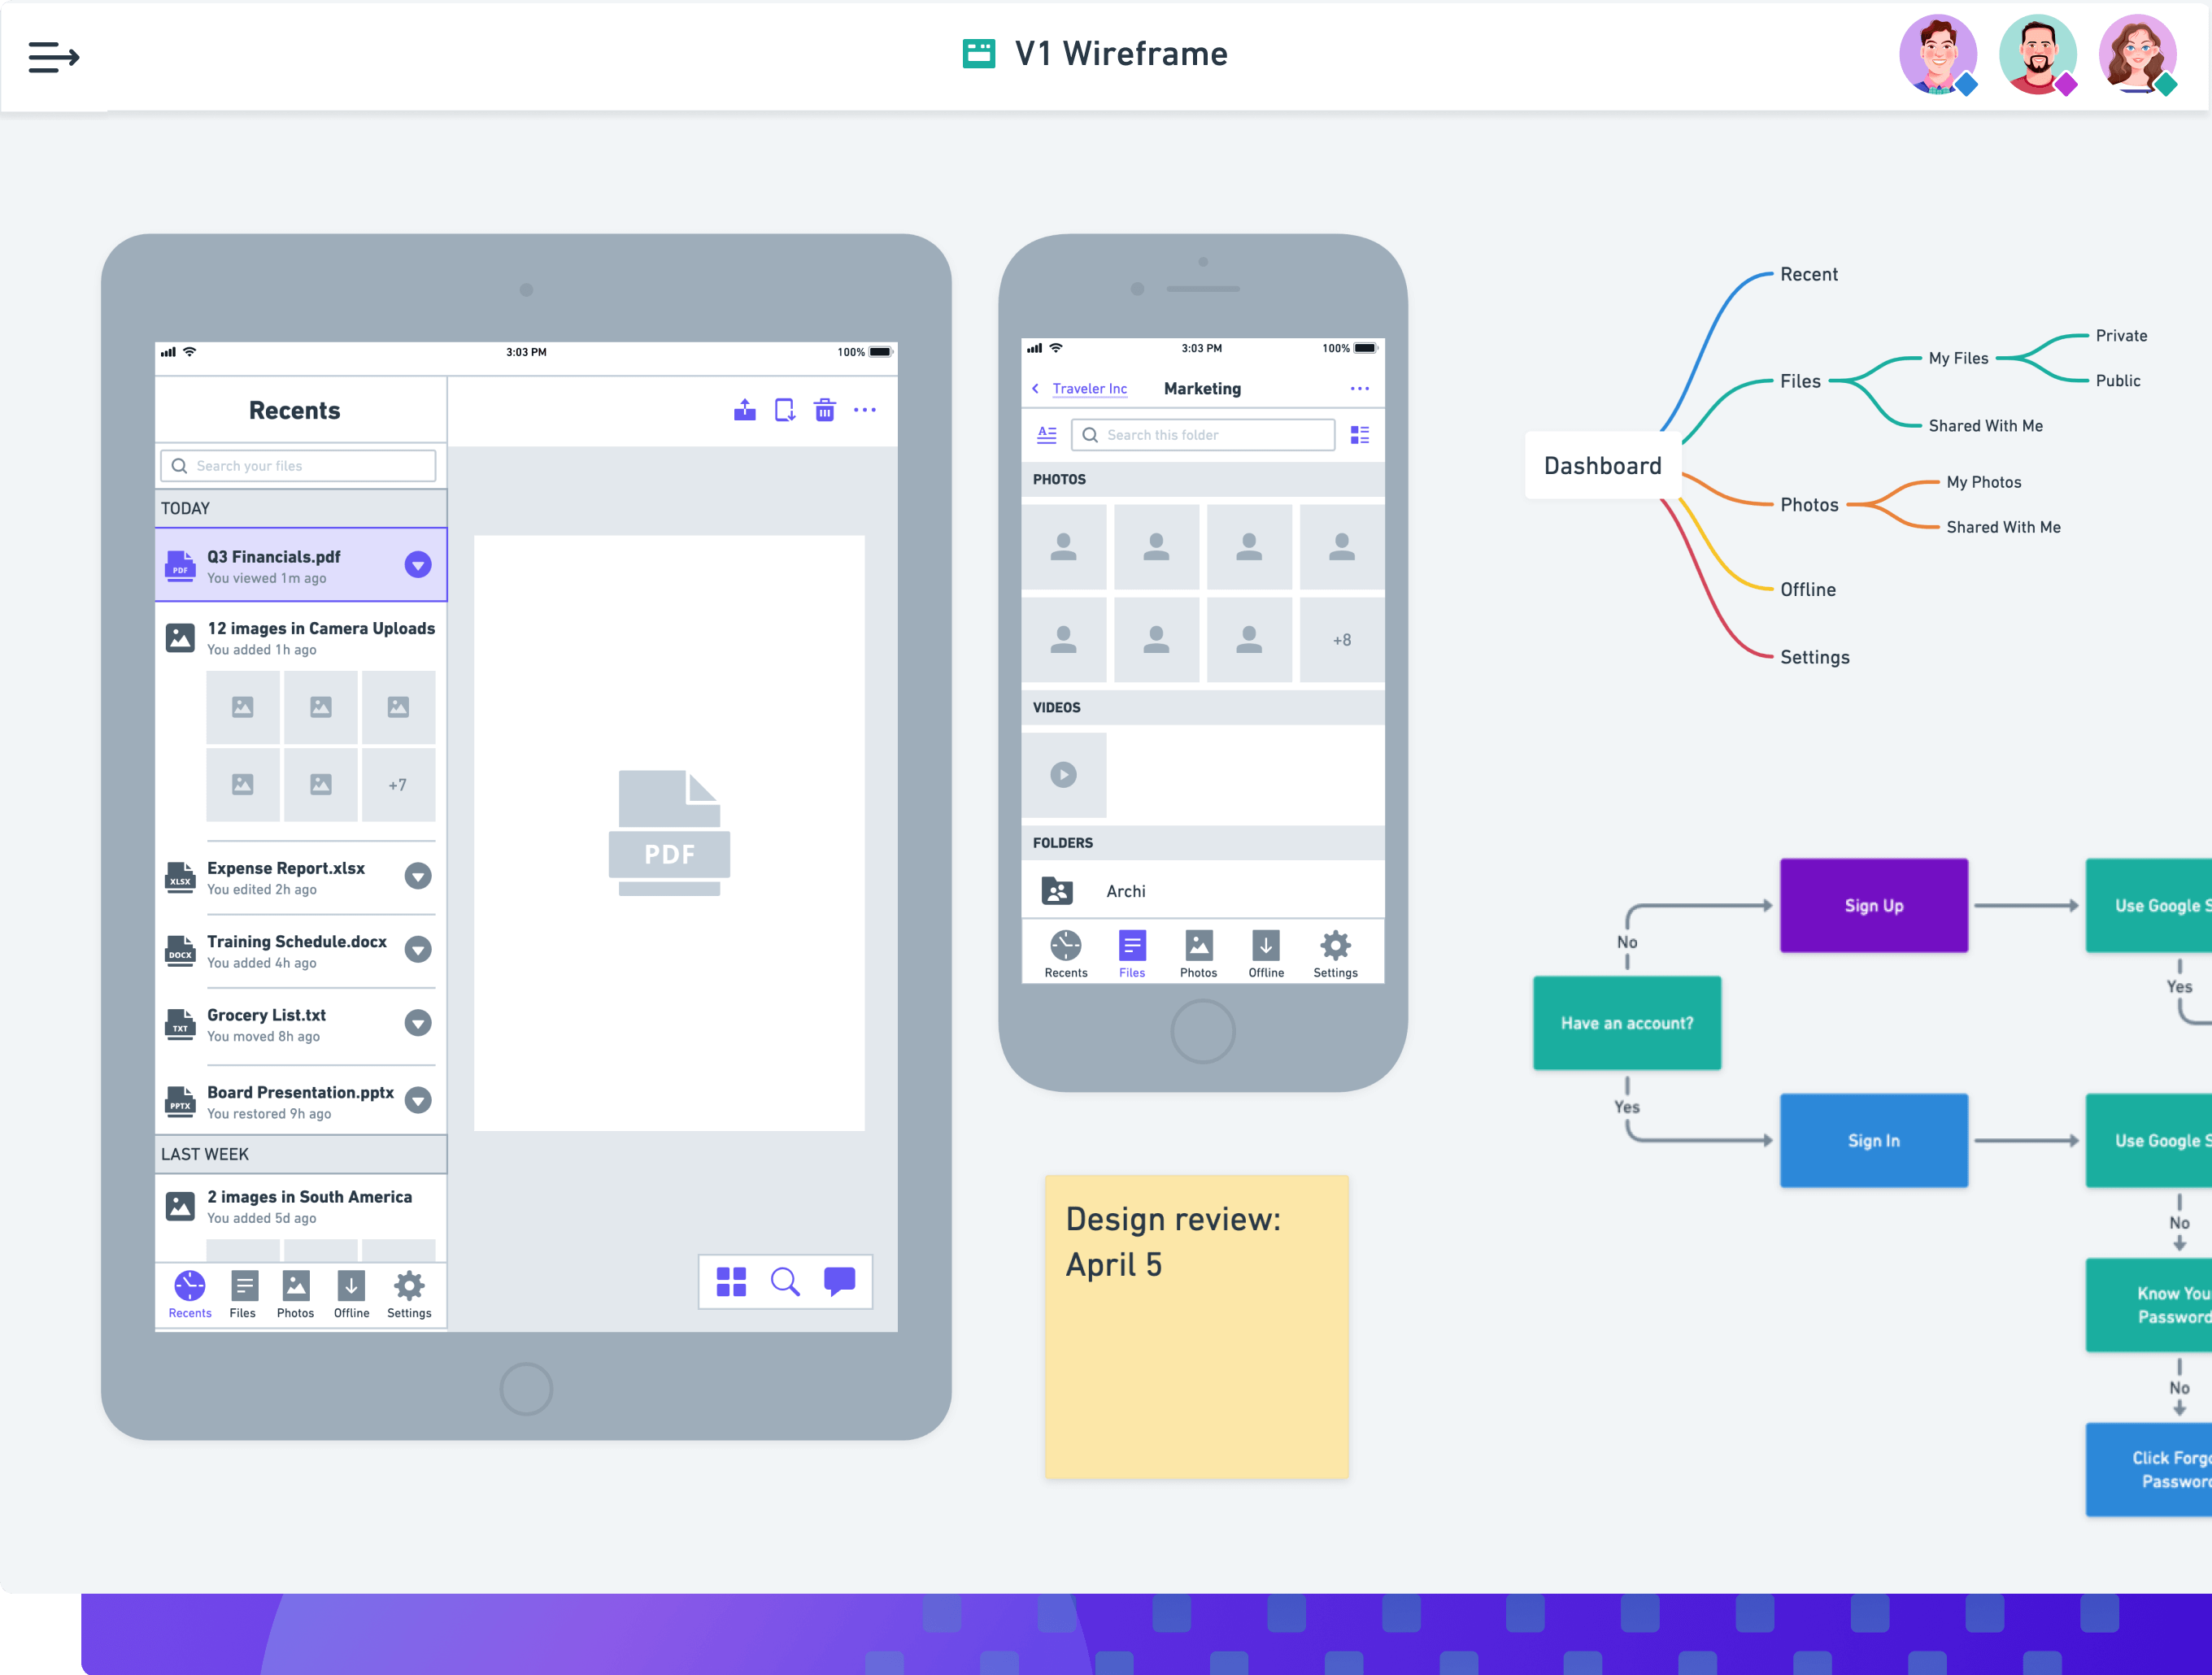 V1 Wireframe
3:03 PM
100%
Recents
Search your files
TODAY
PDF
Q3 Financials.pdf
You viewed 1m ago
12 images in Camera Uploads
You added 1h ago
+7
XLSX
Expense Report.xlsx
You edited 2h ago
DOCX
Training Schedule.docx
You added 4h ago
TXT
Grocery List.txt
You moved 8h ago
PPTX
Board Presentation.pptx
You restored 9h ago
LAST WEEK
2 images in South America
You added 5d ago
Recents
Files
Photos
Offline
Settings
PDF
3:03 PM
100%
Traveler Inc
Marketing
A
Search this folder
PHOTOS
+8
VIDEOS
FOLDERS
Archi
Recents
Files
Photos
Offline
Settings
Design review:
April 5
Dashboard
Recent
Files
My Files
Private
Public
Shared With Me
Photos
My Photos
Shared With Me
Offline
Settings
Have an account?
No
Sign Up
Use Google S
Yes
Yes
Sign In
Use Google S
No
Know You
Password
No
Click Forgo
Password